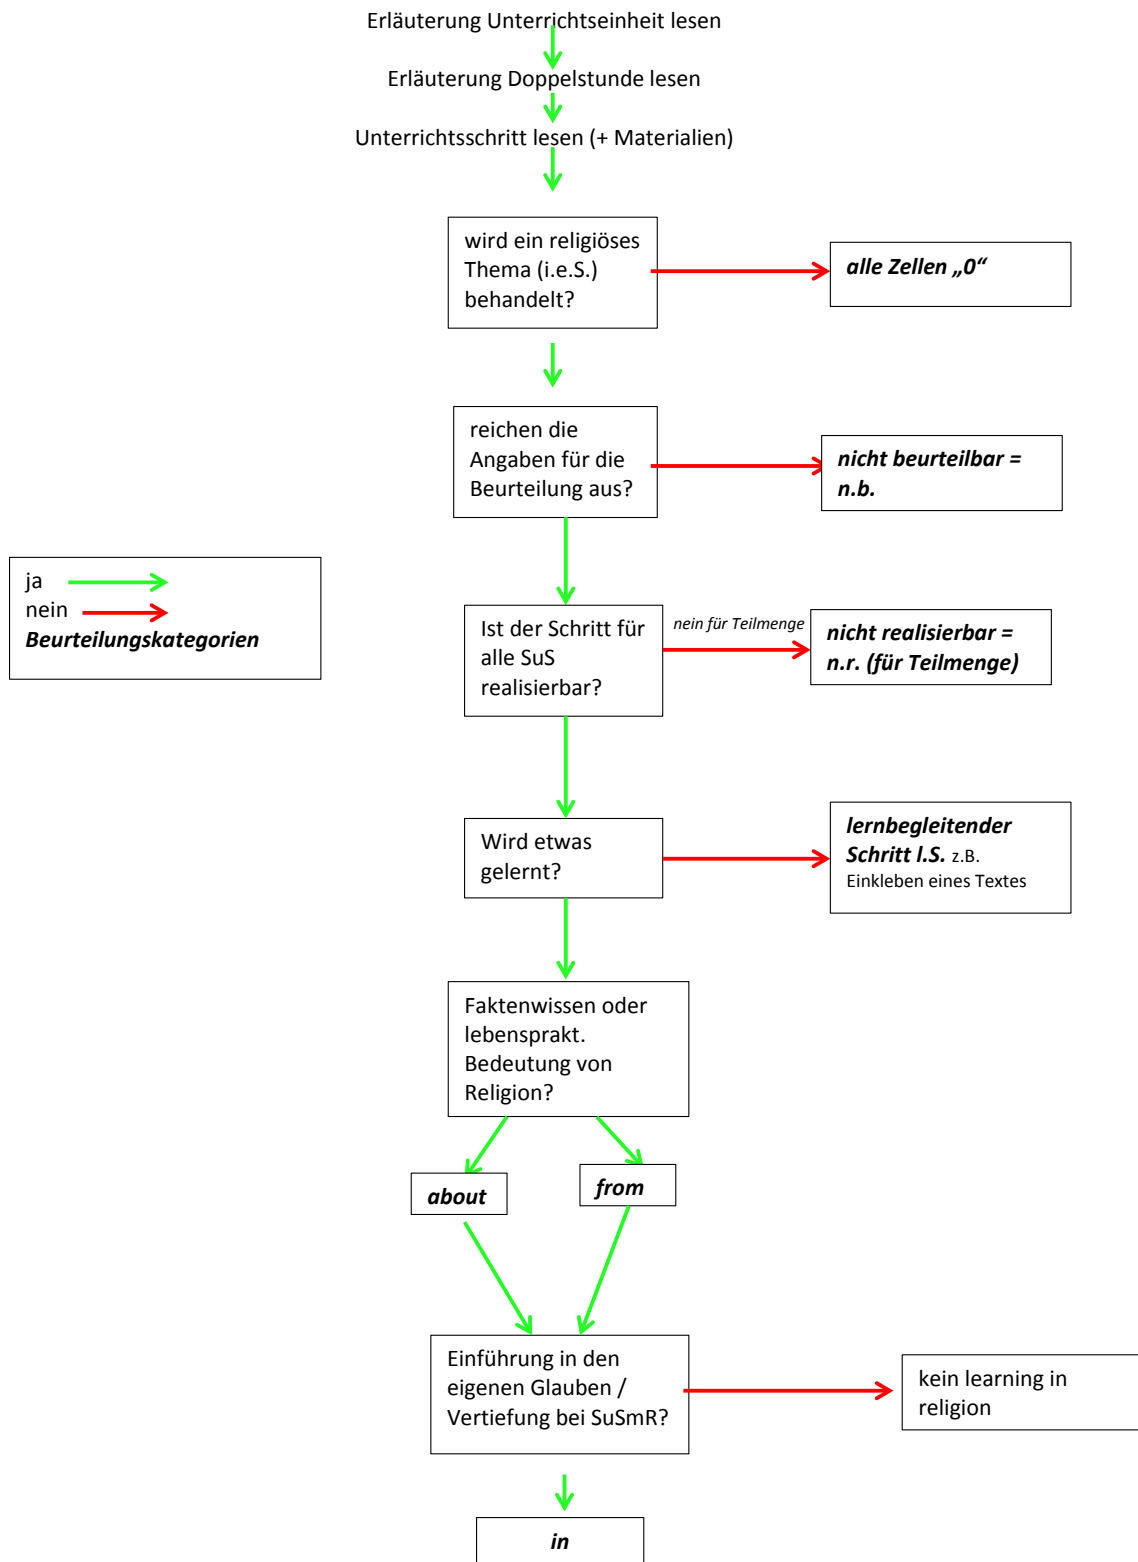 Erläuterung Unterrichtseinheit lesen
Erläuterung Doppelstunde lesen
Unterrichtsschritt lesen (+ Materialien)
wird ein religiöses
Thema (i.e.S.)
behandelt?
alle Zellen „0“
reichen die
Angaben für die
Beurteilung aus?
nicht beurteilbar =
n.b.
ja
nein
Beurteilungskategorien
Ist der Schritt für
alle SuS
realisierbar?
nein für Teilmenge
nicht realisierbar =
n.r. (für Teilmenge)
Wird etwas
gelernt?
lernbegleitender
Schritt l.S. z.B.
Einkleben eines Textes
Faktenwissen oder
lebensprakt.
Bedeutung von
Religion?
about
from
Einführung in den
eigenen Glauben /
Vertiefung bei SuSmR?
kein learning in
religion
in